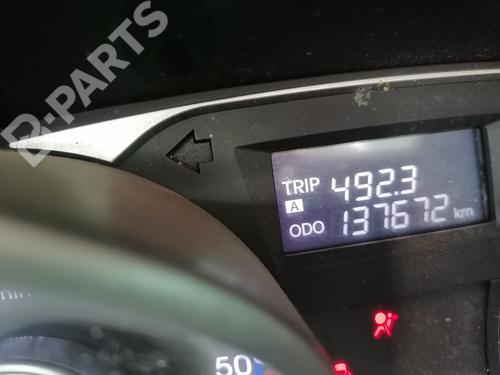 B-PARTS
TRIP 492.3
A
ODO 137672 km
50